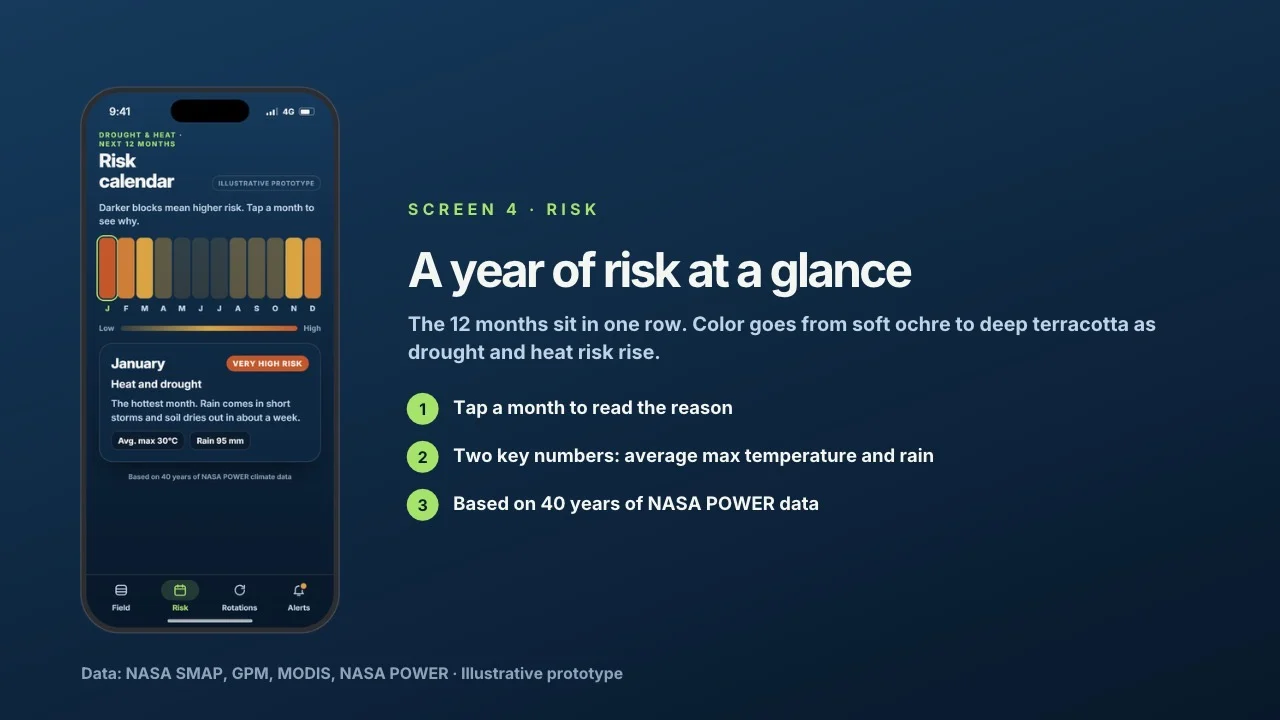 9:41
4G
DROUGHT & HEAT ·
NEXT 12 MONTHS
Risk
calendar
ILLUSTRATIVE PROTOTYPE
Darker blocks mean higher risk. Tap a month to
see why.
J F M A M J J A S O N D
Low High
January
VERY HIGH RISK
Heat and drought
The hottest month. Rain comes in short
storms and soil dries out in about a week.
Avg. max 30°C Rain 95 mm
Based on 40 years of NASA POWER climate data
Field Risk Rotations Alerts
SCREEN 4 · RISK
A year of risk at a glance
The 12 months sit in one row. Color goes from soft ochre to deep terracotta as
drought and heat risk rise.
1 Tap a month to read the reason
2 Two key numbers: average max temperature and rain
3 Based on 40 years of NASA POWER data
Data: NASA SMAP, GPM, MODIS, NASA POWER · Illustrative prototype